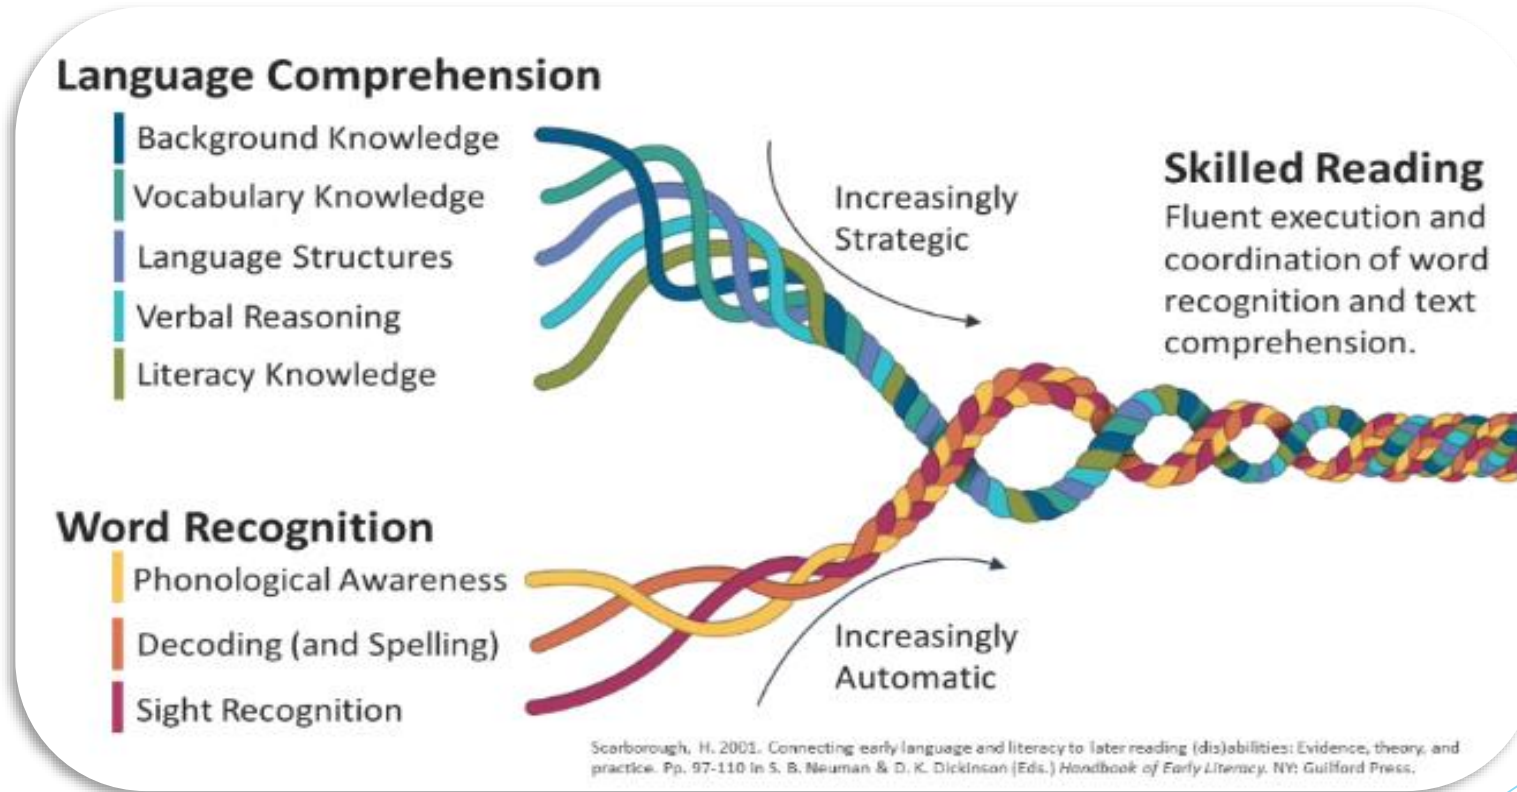 Language Comprehension
Background Knowledge
Vocabulary Knowledge
Language Structures
Verbal Reasoning
Literacy Knowledge
Increasingly
Strategic
Skilled Reading
Fluent execution and
coordination of word
recognition and text
comprehension.
Word Recognition
Phonological Awareness
Decoding (and Spelling)
Sight Recognition
Increasingly
Automatic
Scarborough, H. 2001. Connecting early language and literacy to later reading (dis)abilities: Evidence, theory, and
practice. Pp. 97-110 in S. B. Neuman & D. K. Dickinson (Eds.) Handbook of Early Literacy. NY: Guilford Press.